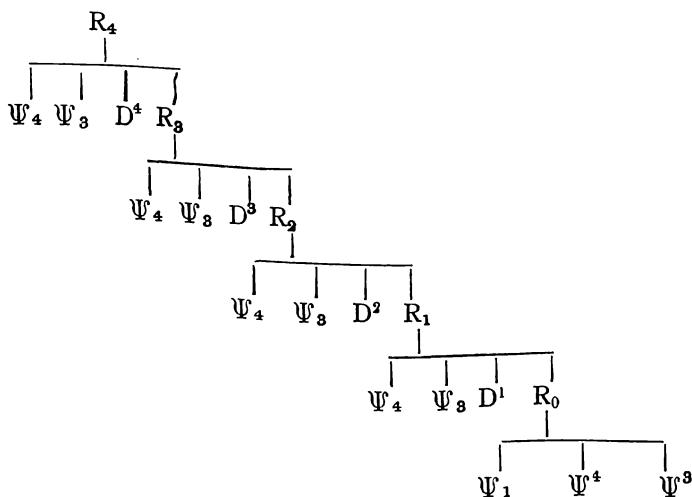 R₄
Ψ₄ Ψ₃ D⁴ R₃
Ψ₄ Ψ₃ D³ R₂
Ψ₄ Ψ₃ D² R₁
Ψ₄ Ψ₃ D¹ R₀
Ψ₁ Ψ⁴ Ψ³